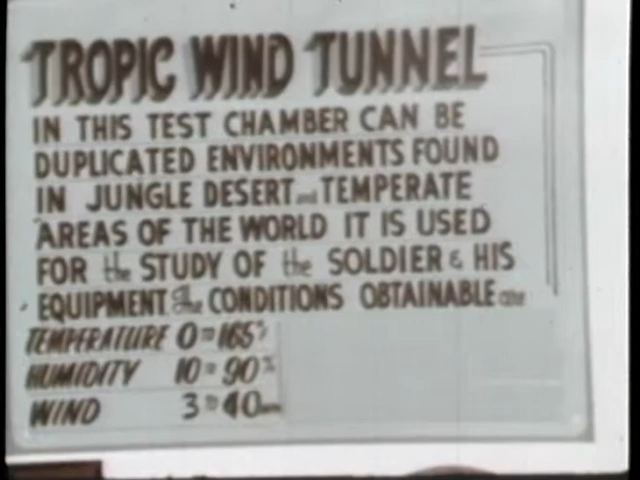 TROPIC WIND TUNNEL
IN THIS TEST CHAMBER CAN BE
DUPLICATED ENVIRONMENTS FOUND
IN JUNGLE DESERT and TEMPERATE
AREAS OF THE WORLD IT IS USED
FOR the STUDY OF the SOLDIER & HIS
EQUIPMENT. The CONDITIONS OBTAINABLE are
TEMPERATURE 0 = 165°
HUMIDITY 10 = 90%
WIND 3 40